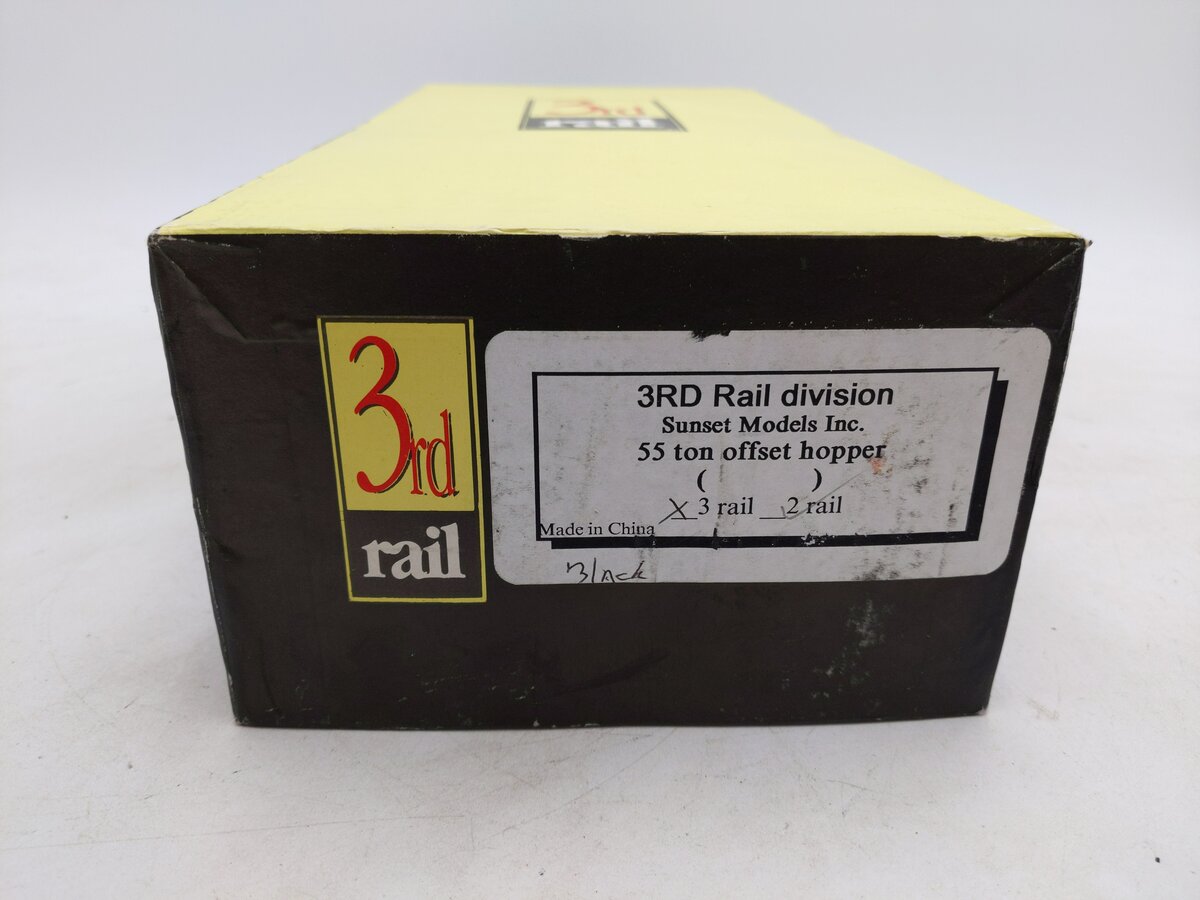 3rd
rail
3rd
rail
3RD Rail division
Sunset Models Inc.
55 ton offset hopper
( )
X 3 rail __2 rail
Made in China
Black